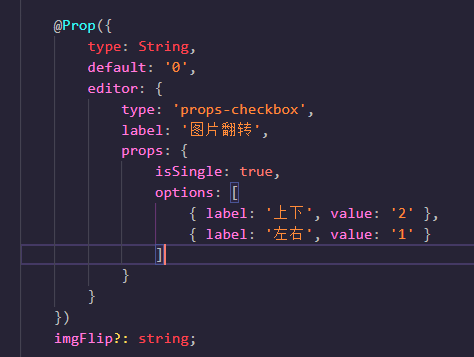 @Prop({
type: String,
default: '0',
editor: {
type: 'props-checkbox',
label: '图片翻转',
props: {
isSingle: true,
options: [
{ label: '上下', value: '2' },
{ label: '左右', value: '1' }
]
}
}
})
imgFlip?: string;